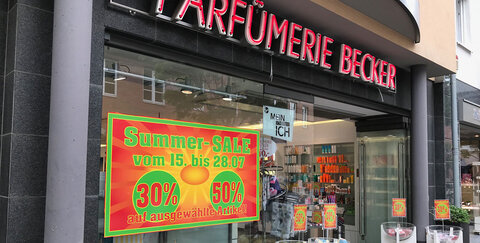 PARFÜMERIE BECKER
MEIN
ICH
Summer-SALE
vom 15. bis 28.07
30% 50%
auf ausgewählte Artikel